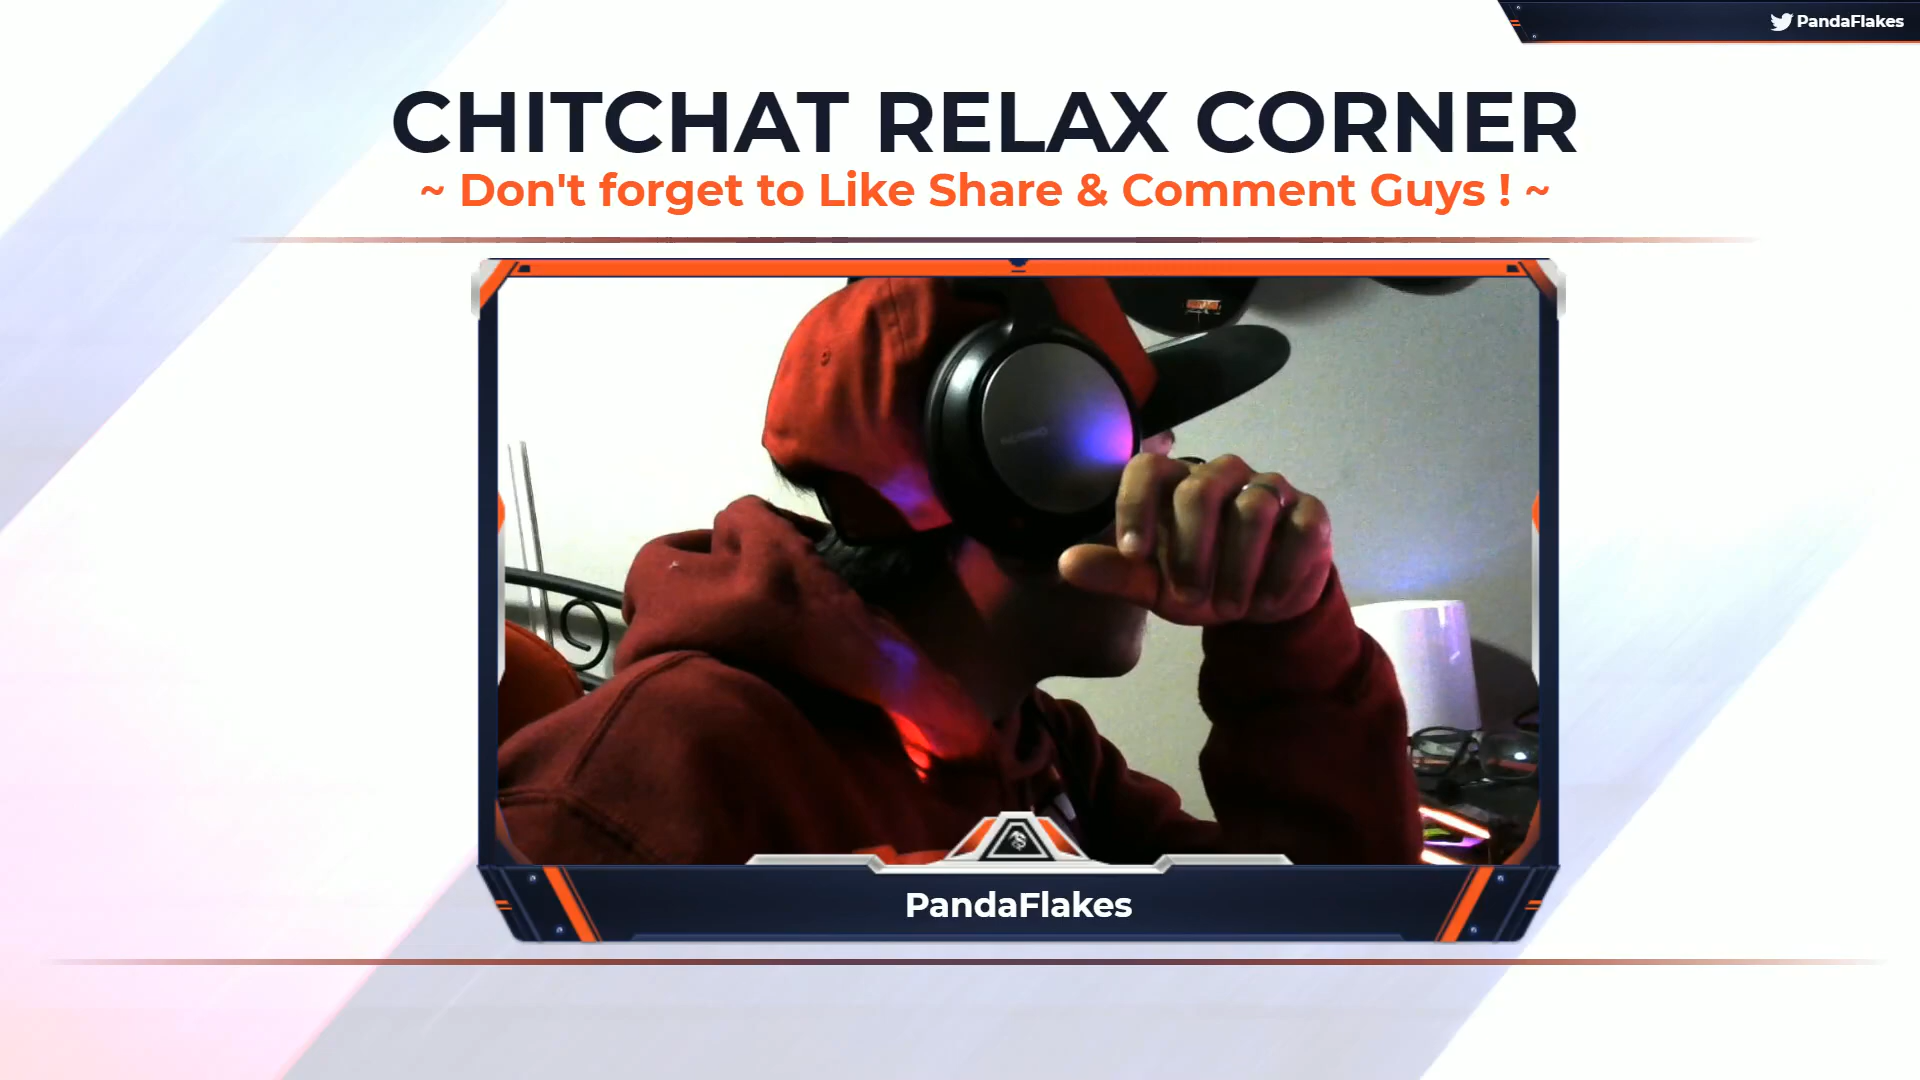 PandaFlakes
CHITCHAT RELAX CORNER
~ Don't forget to Like Share & Comment Guys ! ~
PandaFlakes